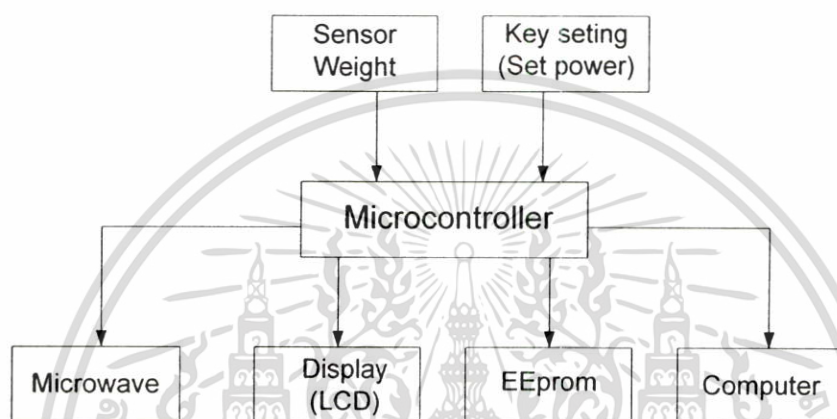 Sensor
Weight
Key seting
(Set power)
Microcontroller
Microwave
Display
(LCD)
EEprom
Computer